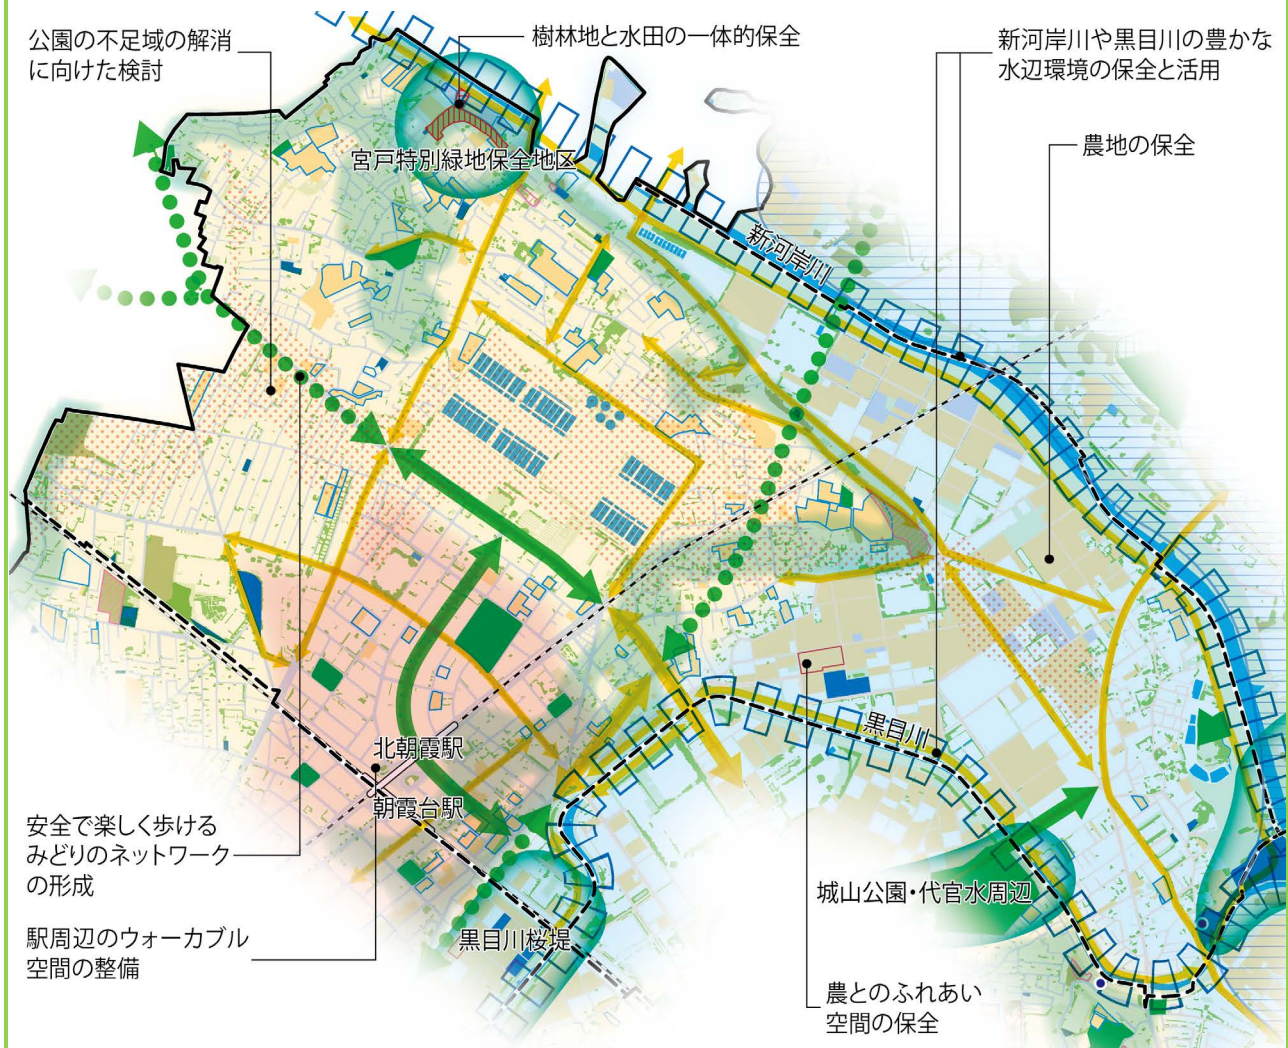 公園の不足域の解消
に向けた検討
樹林地と水田の一体的保全
新河岸川や黒目川の豊かな
水辺環境の保全と活用
農地の保全
宮戸特別緑地保全地区
新河岸川
黒目川
北朝霞駅
朝霞台駅
安全で楽しく歩ける
みどりのネットワーク
の形成
城山公園・代官水周辺
駅周辺のウォーカブル
空間の整備
黒目川桜堤
農とのふれあい
空間の保全